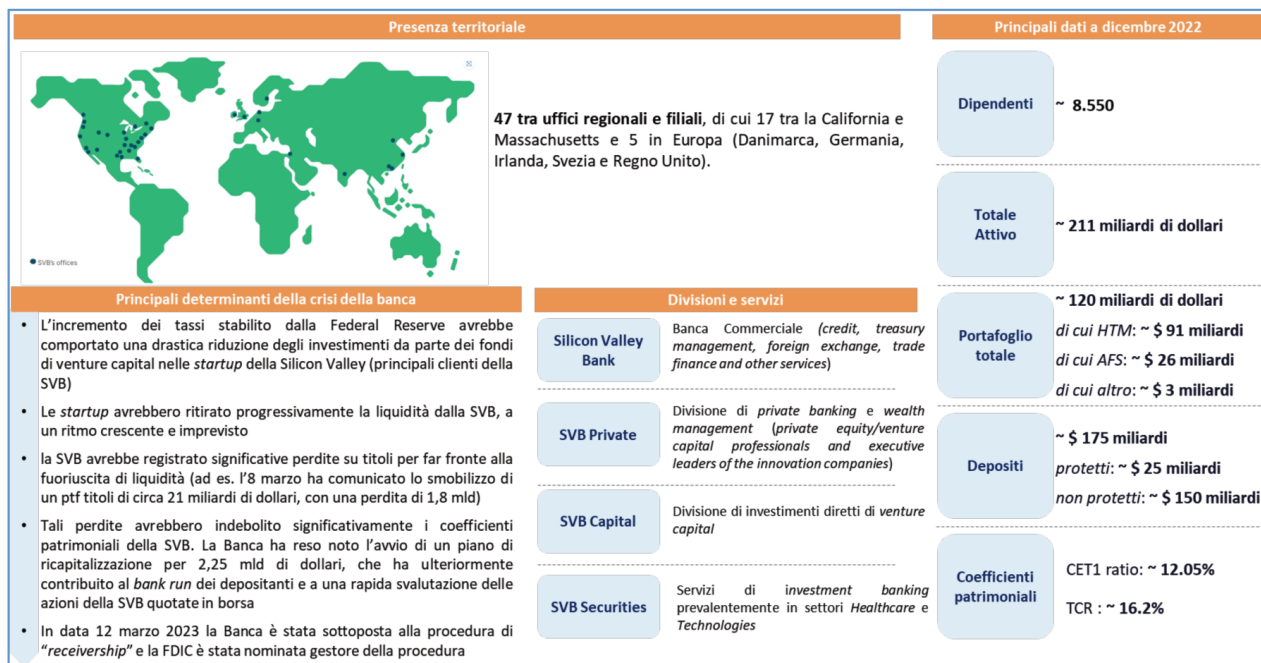 Presenza territoriale
SVB's offices
47 tra uffici regionali e filiali, di cui 17 tra la California e
Massachusetts e 5 in Europa (Danimarca, Germania,
Irlanda, Svezia e Regno Unito).
Principali determinanti della crisi della banca
• L'incremento dei tassi stabilito dalla Federal Reserve avrebbe
comportato una drastica riduzione degli investimenti da parte dei fondi
di venture capital nelle startup della Silicon Valley (principali clienti della
SVB)
• Le startup avrebbero ritirato progressivamente la liquidità dalla SVB, a
un ritmo crescente e imprevisto
• la SVB avrebbe registrato significative perdite su titoli per far fronte alla
fuoriuscita di liquidità (ad es. l'8 marzo ha comunicato lo smobilizzo di
un ptf titoli di circa 21 miliardi di dollari, con una perdita di 1,8 mld)
• Tali perdite avrebbero indebolito significativamente i coefficienti
patrimoniali della SVB. La Banca ha reso noto l'avvio di un piano di
ricapitalizzazione per 2,25 mld di dollari, che ha ulteriormente
contribuito al bank run dei depositanti e a una rapida svalutazione delle
azioni della SVB quotate in borsa
• In data 12 marzo 2023 la Banca è stata sottoposta alla procedura di
"receivership" e la FDIC è stata nominata gestore della procedura
Divisioni e servizi
Silicon Valley
Bank
Banca Commerciale (credit, treasury
management, foreign exchange, trade
finance and other services)
SVB Private
Divisione di private banking e wealth
management (private equity/venture
capital professionals and executive
leaders of the innovation companies)
SVB Capital
Divisione di investimenti diretti di venture
capital
SVB Securities
Servizi di investment banking
prevalentemente in settori Healthcare e
Technologies
Principali dati a dicembre 2022
Dipendenti
~ 8.550
Totale
Attivo
~ 211 miliardi di dollari
Portafoglio
totale
~ 120 miliardi di dollari
di cui HTM: ~ $ 91 miliardi
di cui AFS: ~ $ 26 miliardi
di cui altro: ~ $ 3 miliardi
Depositi
~ $ 175 miliardi
protetti: ~ $ 25 miliardi
non protetti: ~ $ 150 miliardi
Coefficienti
patrimoniali
CET1 ratio: ~ 12.05%
TCR : ~ 16.2%